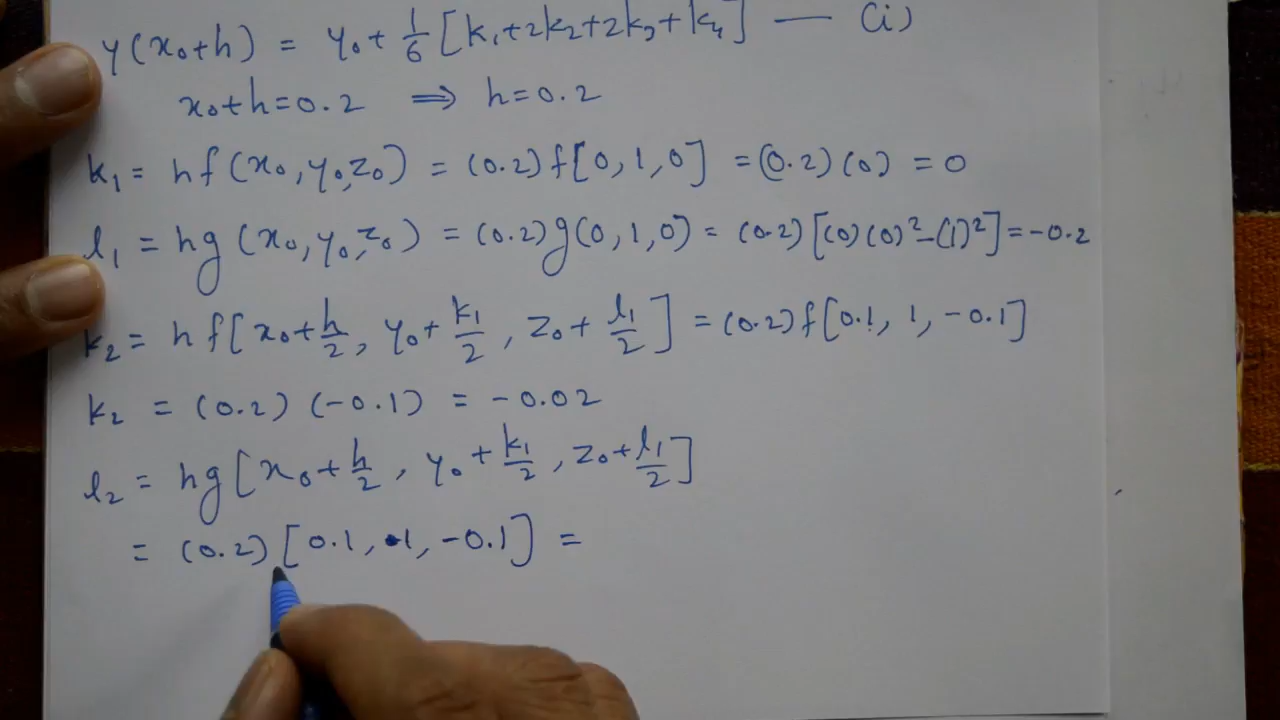 y(x₀+h) = y₀ + 1/6 [k₁+2k₂+2k₃+k₄] — (i)
x₀+h=0.2 ⟹ h=0.2
k₁ = hf(x₀,y₀,z₀) = (0.2)f[0,1,0] = (0.2)(0) = 0
l₁ = hg(x₀,y₀,z₀) = (0.2)g(0,1,0) = (0.2)[(0)(0)²-(1)²]=-0.2
k₂ = hf[x₀+h/2, y₀+k₁/2, z₀+l₁/2] = (0.2)f[0.1, 1, -0.1]
k₂ = (0.2)(-0.1) = -0.02
l₂ = hg[x₀+h/2, y₀+k₁/2, z₀+l₁/2]
= (0.2)[0.1, 1, -0.1] =